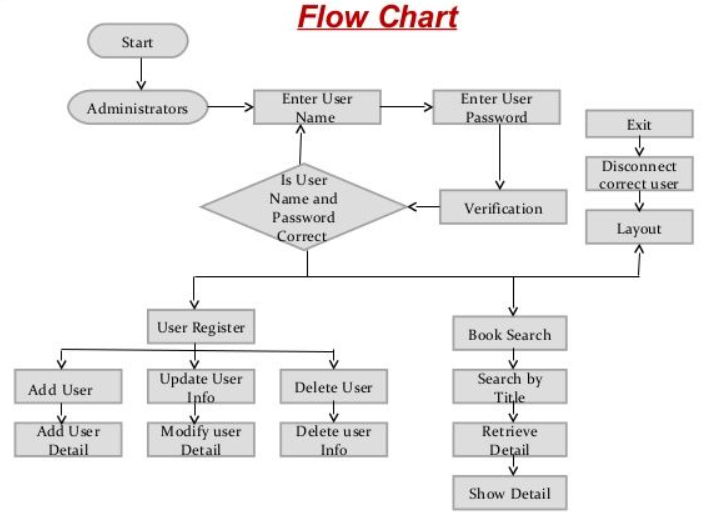 Flow Chart
Start
Administrators
Enter User
Name
Enter User
Password
Exit
Disconnect
correct user
Layout
Is User
Name and
Password
Correct
Verification
User Register
Book Search
Add User
Update User
Info
Delete User
Search by
Title
Add User
Detail
Modify user
Detail
Delete user
Info
Retrieve
Detail
Show Detail